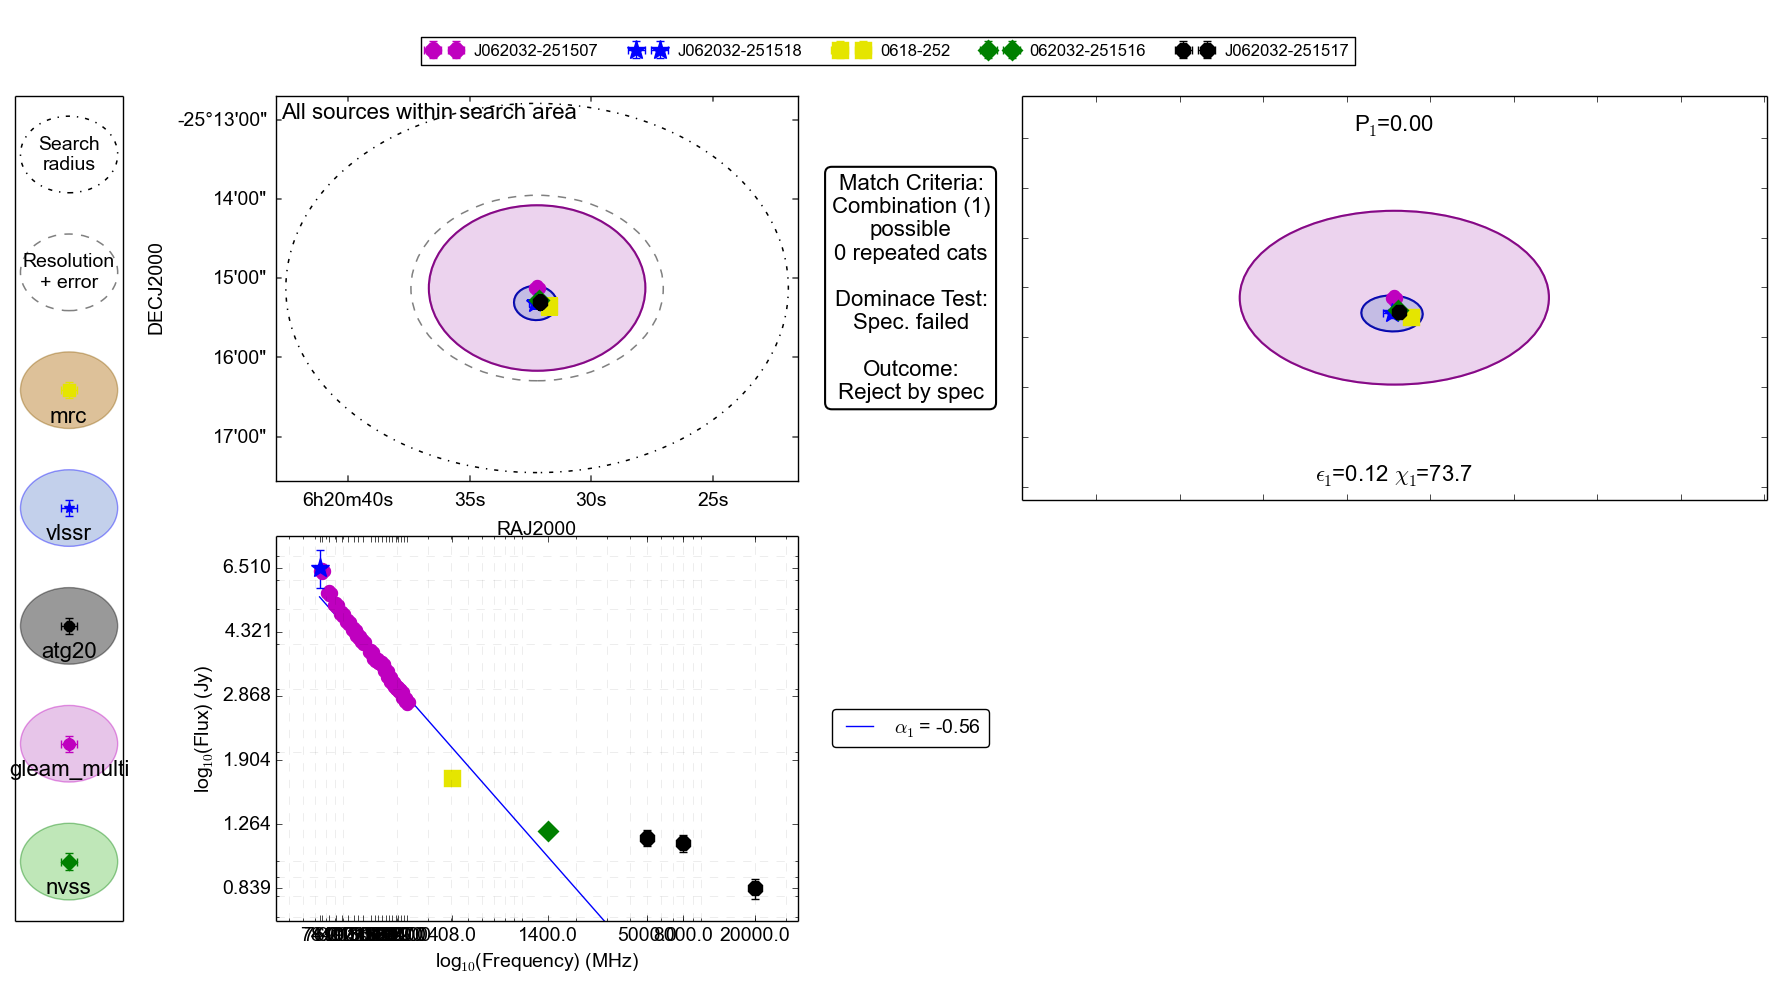 J062032-251507 J062032-251518 0618-252 062032-251516 J062032-251517
Search
radius
Resolution
+ error
mrc
vlssr
atg20
gleam_multi
nvss
All sources within search area
-25°13'00"
14'00"
15'00"
16'00"
17'00"
DECJ2000
6h20m40s 35s 30s 25s
RAJ2000
Match Criteria:
Combination (1)
possible
0 repeated cats
Dominace Test:
Spec. failed
Outcome:
Reject by spec
P₁=0.00
ϵ₁=0.12 χ₁=73.7
6.510
4.321
2.868
1.904
1.264
0.839
log₁₀(Flux) (Jy)
408.0 1400.0 5000.0 8000.0 20000.0
log₁₀(Frequency) (MHz)
α₁ = -0.56